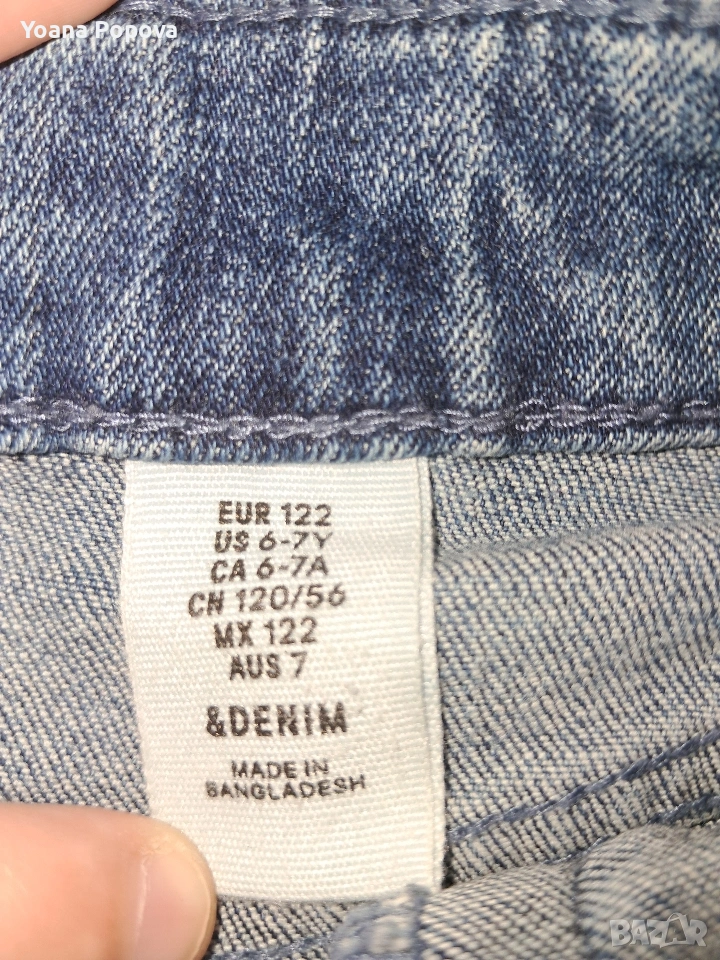 Yoana Popova
EUR 122
US 6-7Y
CA 6-7A
CN 120/56
MX 122
AUS 7
&DENIM
MADE IN
BANGLADESH
BAZAR